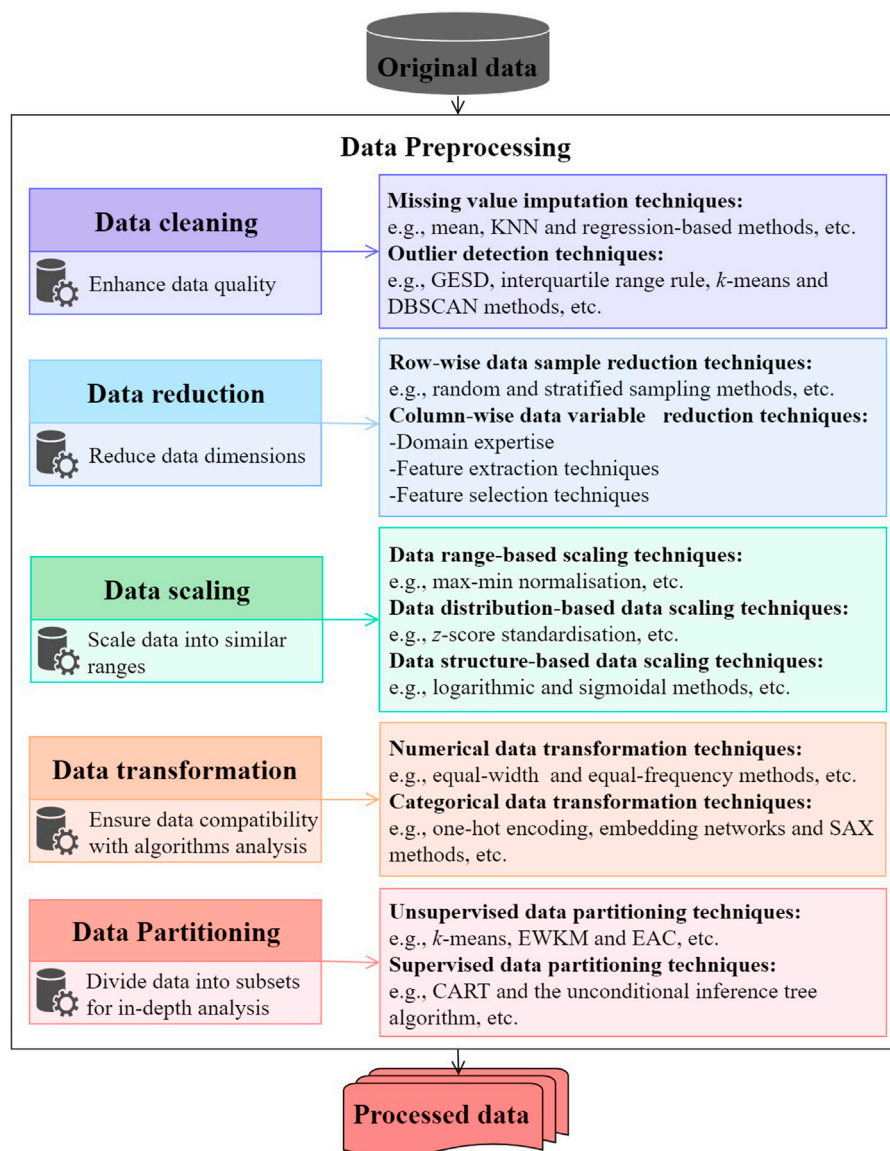 Original data
Data Preprocessing
Data cleaning
Enhance data quality
Missing value imputation techniques:
e.g., mean, KNN and regression-based methods, etc.
Outlier detection techniques:
e.g., GESD, interquartile range rule, k-means and
DBSCAN methods, etc.
Data reduction
Reduce data dimensions
Row-wise data sample reduction techniques:
e.g., random and stratified sampling methods, etc.
Column-wise data variable reduction techniques:
-Domain expertise
-Feature extraction techniques
-Feature selection techniques
Data scaling
Scale data into similar
ranges
Data range-based scaling techniques:
e.g., max-min normalisation, etc.
Data distribution-based data scaling techniques:
e.g., z-score standardisation, etc.
Data structure-based data scaling techniques:
e.g., logarithmic and sigmoidal methods, etc.
Data transformation
Ensure data compatibility
with algorithms analysis
Numerical data transformation techniques:
e.g., equal-width and equal-frequency methods, etc.
Categorical data transformation techniques:
e.g., one-hot encoding, embedding networks and SAX
methods, etc.
Data Partitioning
Divide data into subsets
for in-depth analysis
Unsupervised data partitioning techniques:
e.g., k-means, EWKM and EAC, etc.
Supervised data partitioning techniques:
e.g., CART and the unconditional inference tree
algorithm, etc.
Processed data